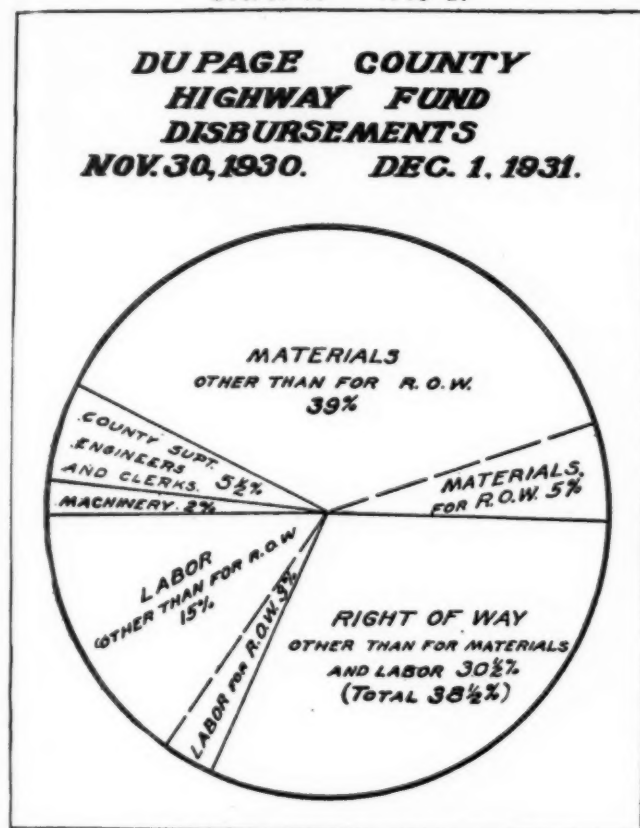 DU PAGE COUNTY
HIGHWAY FUND
DISBURSEMENTS
NOV. 30, 1930. DEC. 1. 1931.
MATERIALS
OTHER THAN FOR R.O.W.
39%
COUNTY SUPT.
ENGINEERS
AND CLERKS. 5½%
MACHINERY. 2%
MATERIALS.
FOR R.O.W. 5%
LABOR
(OTHER THAN FOR R.O.W
15%
LABOR FOR R.O.W. 3%
RIGHT OF WAY
OTHER THAN FOR MATERIALS
AND LABOR 30½%
(TOTAL 38½%)